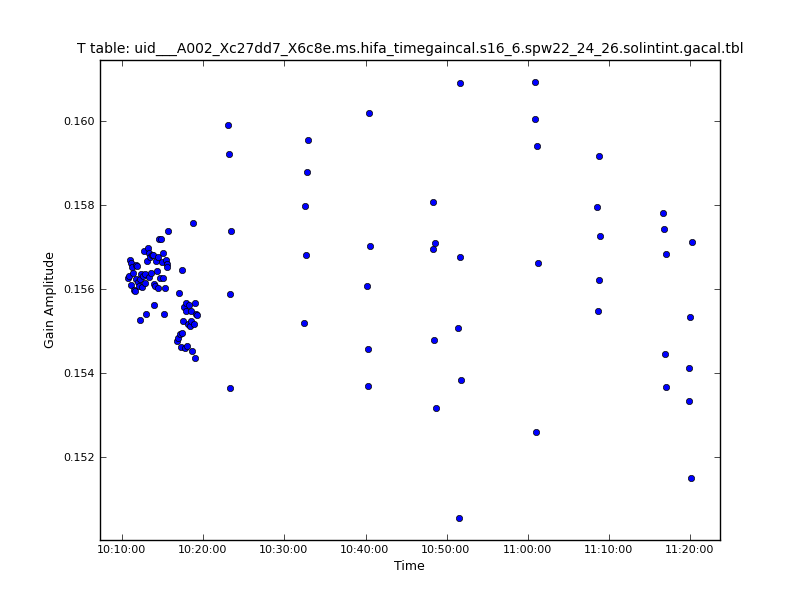 T table: uid___A002_Xc27dd7_X6c8e.ms.hifa_timegaincal.s16_6.spw22_24_26.solintint.gacal.tbl
0.160
0.158
0.156
0.154
0.152
Gain Amplitude
10:10:00 10:20:00 10:30:00 10:40:00 10:50:00 11:00:00 11:10:00 11:20:00
Time